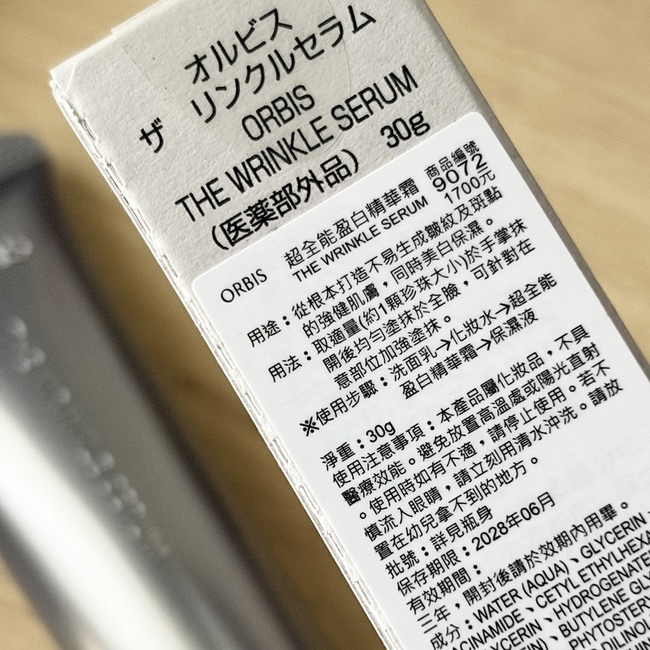 オルビス
ザ リンクルセラム
ORBIS
THE WRINKLE SERUM
（医薬部外品） 30g
商品編號
ORBIS 超全能盈白精華霜 9072
THE WRINKLE SERUM 1700元
用途：從根本打造不易生成皺紋及斑點
的強健肌膚，同時美白保濕。
用法：取適量(約1顆珍珠大小)於手掌抹
開後均勻塗抹於全臉，可針對在
意部位加強塗抹。
※使用步驟：洗面乳→化妝水→超全能
盈白精華霜→保濕液
淨重：30g
使用注意事項：本產品屬化妝品，不具
醫療效能。避免放置高溫處或陽光直射
。使用時如有不適，請停止使用。若不
慎流入眼睛，請立刻用清水沖洗。請放
置在幼兒拿不到的地方。
批號：詳見瓶身
保存期限：2028年06月
有效期間：
三年，開封後請於效期內用畢。
成分：WATER (AQUA)、GLYCERIN、
ACINAMIDE、CETYL ETHYLHEXA
GLYCERIN、HYDROGENATE
BUTYLENE GLY
PHYTOSTER
DILINO